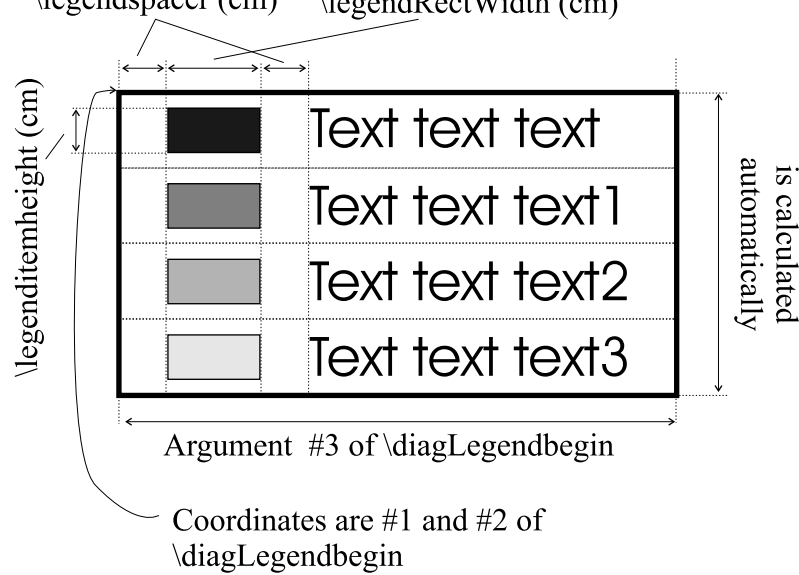 \legendspacer (cm) \legendRectWidth (cm)
\legenditemheight (cm)
Text text text
Text text text1
Text text text2
Text text text3
is calculated
automatically
Argument #3 of \diagLegendbegin
Coordinates are #1 and #2 of
\diagLegendbegin